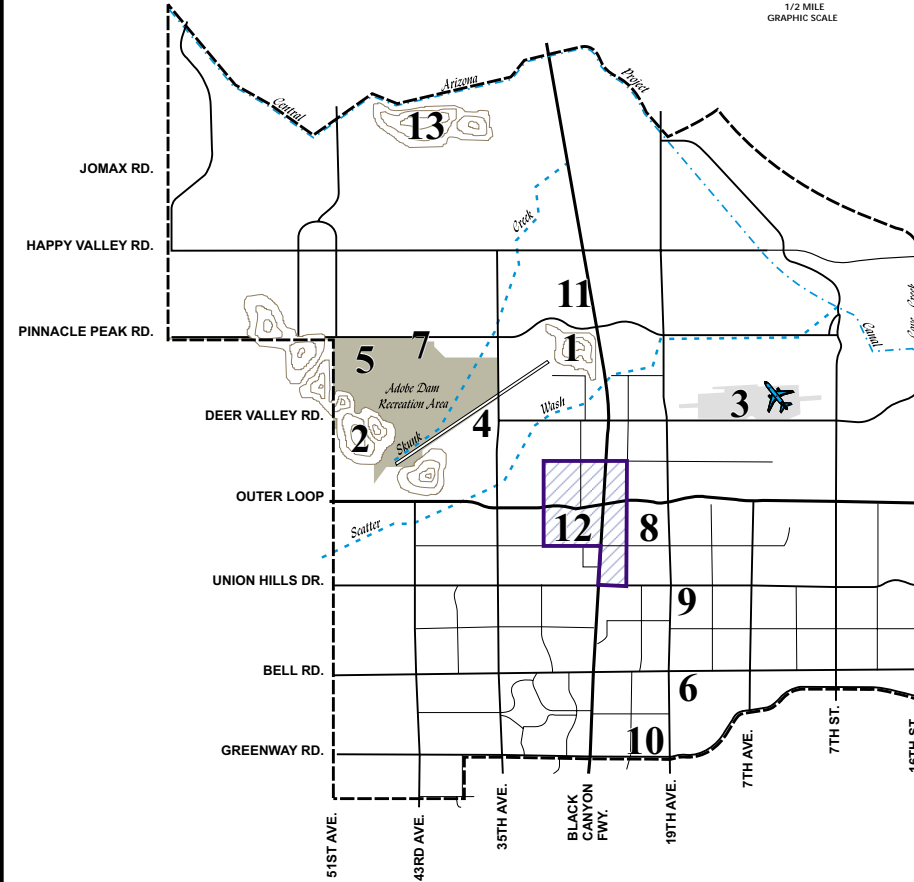 1/2 MILE
GRAPHIC SCALE
Central
Arizona
Project
13
JOMAX RD.
Creek
HAPPY VALLEY RD.
11
Cave Creek
PINNACLE PEAK RD.
Canal
7
5
1
Adobe Dam
Recreation Area
3
Wash
DEER VALLEY RD.
4
2
Skunk
OUTER LOOP
12
8
Scatter
UNION HILLS DR.
9
BELL RD.
6
10
GREENWAY RD.
51ST AVE.
43RD AVE.
35TH AVE.
BLACK
CANYON
FWY.
19TH AVE.
7TH AVE.
7TH ST.
16TH ST.